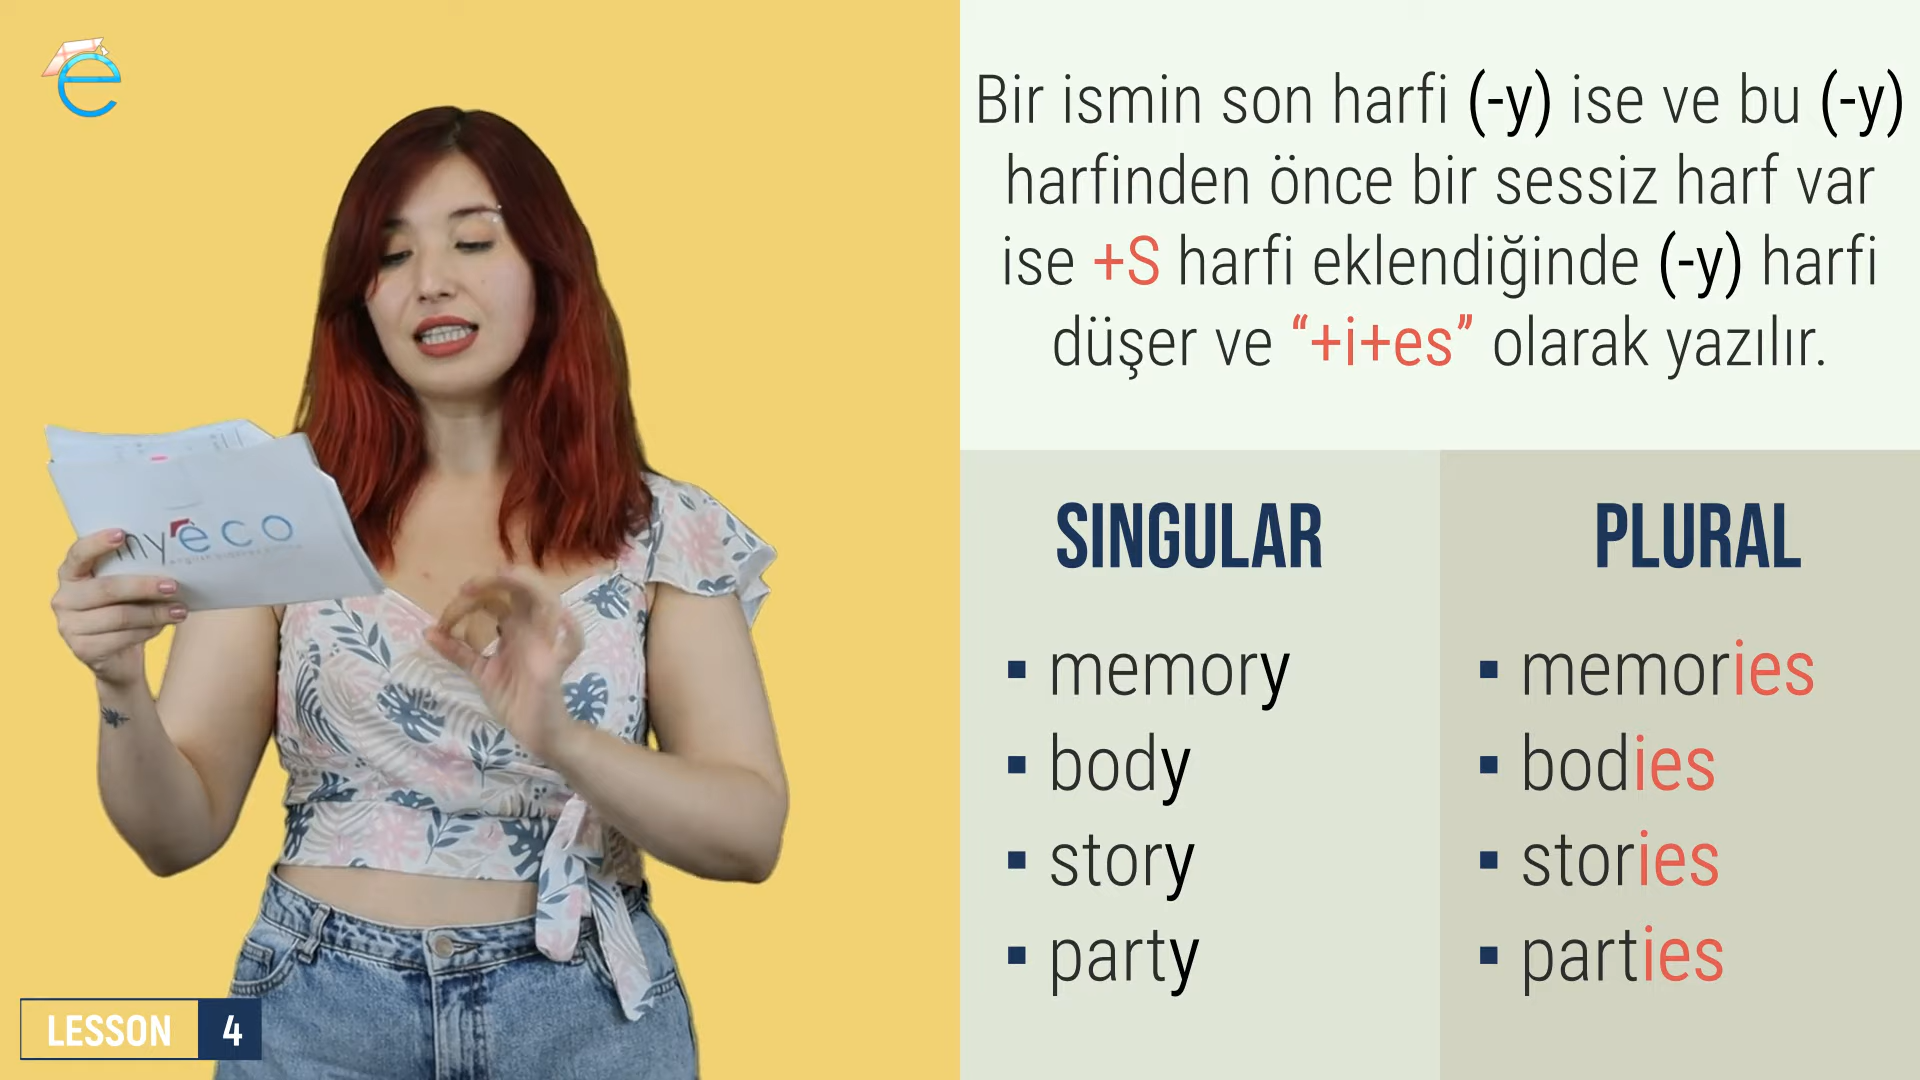 e
Bir ismin son harfi (-y) ise ve bu (-y)
harfinden önce bir sessiz harf var
ise +S harfi eklendiğinde (-y) harfi
düşer ve “+i+es” olarak yazılır.
myeco
SINGULAR
PLURAL
▪ memory
▪ memories
▪ body
▪ bodies
▪ story
▪ stories
▪ party
▪ parties
LESSON 4